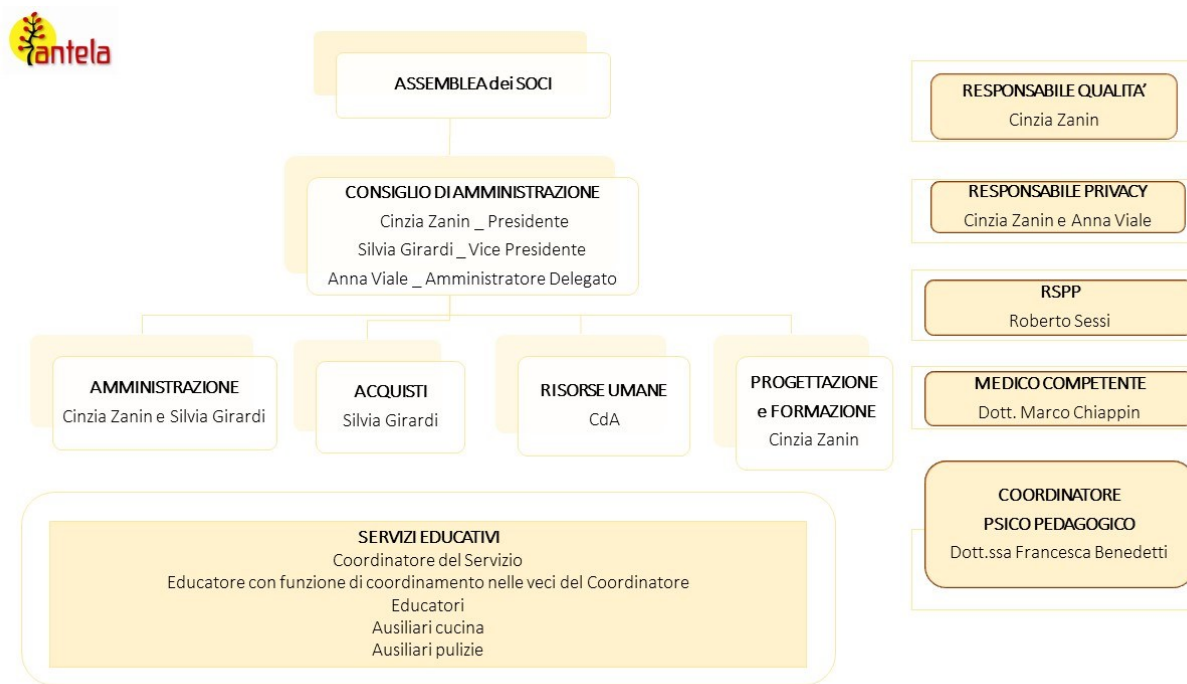 antela
ASSEMBLEA dei SOCI
CONSIGLIO DI AMMINISTRAZIONE
Cinzia Zanin _ Presidente
Silvia Girardi _ Vice Presidente
Anna Viale _ Amministratore Delegato
AMMINISTRAZIONE
Cinzia Zanin e Silvia Girardi
ACQUISTI
Silvia Girardi
RISORSE UMANE
CdA
PROGETTAZIONE
e FORMAZIONE
Cinzia Zanin
SERVIZI EDUCATIVI
Coordinatore del Servizio
Educatore con funzione di coordinamento nelle veci del Coordinatore
Educatori
Ausiliari cucina
Ausiliari pulizie
RESPONSABILE QUALITA’
Cinzia Zanin
RESPONSABILE PRIVACY
Cinzia Zanin e Anna Viale
RSPP
Roberto Sessi
MEDICO COMPETENTE
Dott. Marco Chiappin
COORDINATORE
PSICO PEDAGOGICO
Dott.ssa Francesca Benedetti